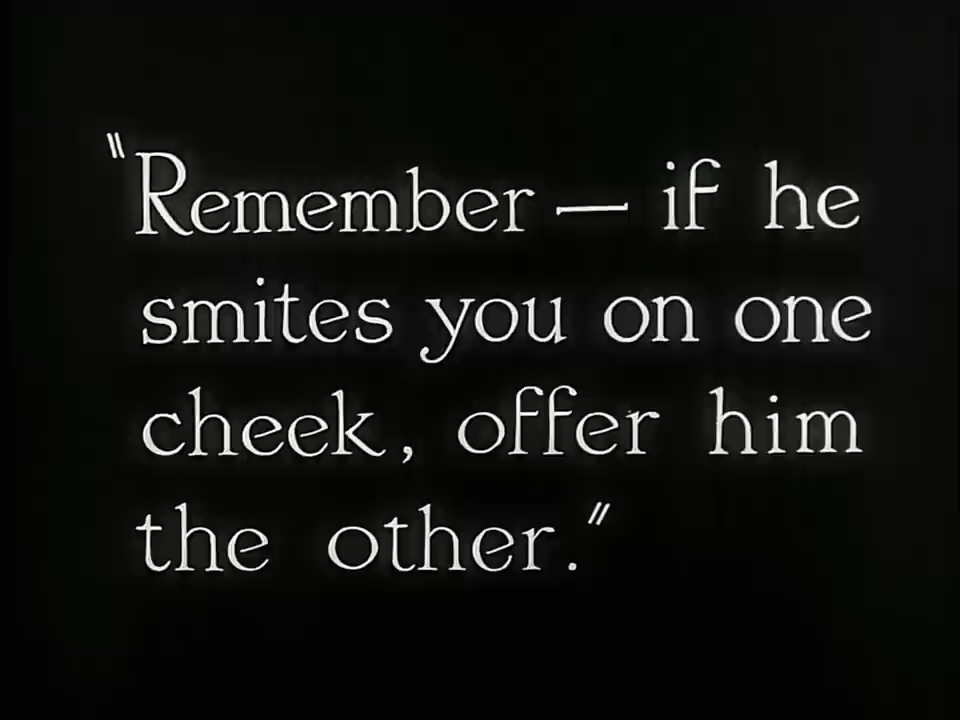 "Remember — if he
smites you on one
cheek, offer him
the other."